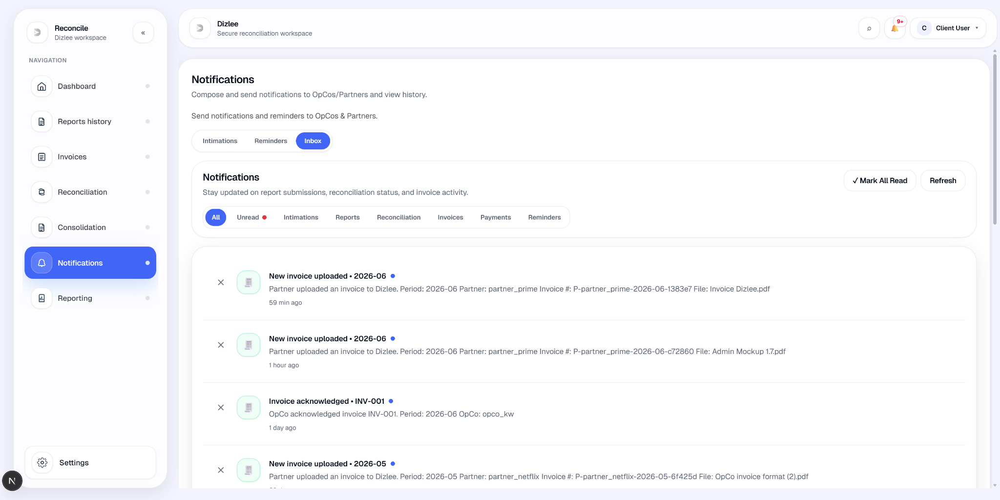 Reconcile
Dizlee workspace
«
NAVIGATION
Dashboard
Reports history
Invoices
Reconciliation
Consolidation
Notifications
Reporting
Settings
N
Dizlee
Secure reconciliation workspace
9+
C
Client User
Notifications
Compose and send notifications to OpCos/Partners and view history.
Send notifications and reminders to OpCos & Partners.
Intimations Reminders Inbox
Notifications
Stay updated on report submissions, reconciliation status, and invoice activity.
✓ Mark All Read
Refresh
All Unread Intimations Reports Reconciliation Invoices Payments Reminders
New invoice uploaded • 2026-06
Partner uploaded an invoice to Dizlee. Period: 2026-06 Partner: partner_prime Invoice #: P-partner_prime-2026-06-1383e7 File: Invoice Dizlee.pdf
59 min ago
New invoice uploaded • 2026-06
Partner uploaded an invoice to Dizlee. Period: 2026-06 Partner: partner_prime Invoice #: P-partner_prime-2026-06-c72860 File: Admin Mockup 1.7.pdf
1 hour ago
Invoice acknowledged • INV-001
OpCo acknowledged invoice INV-001. Period: 2026-06 OpCo: opco_kw
1 day ago
New invoice uploaded • 2026-05
Partner uploaded an invoice to Dizlee. Period: 2026-05 Partner: partner_netflix Invoice #: P-partner_netflix-2026-05-6f425d File: OpCo invoice format (2).pdf